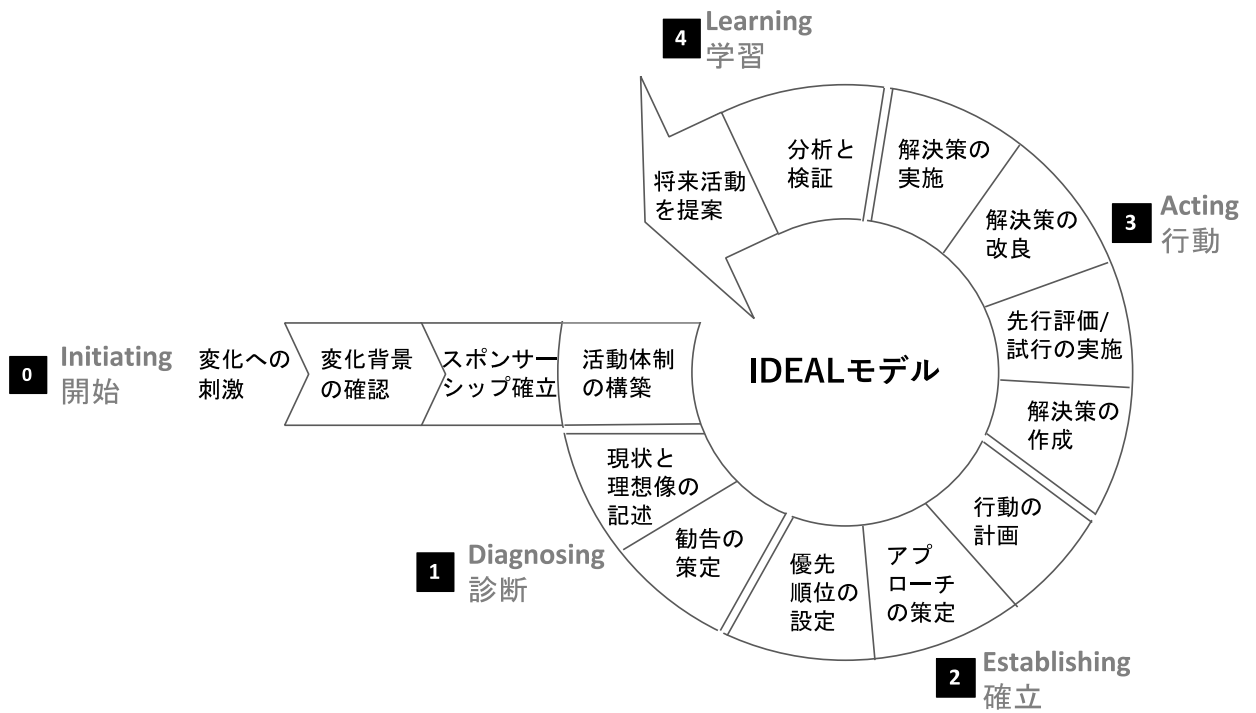 4
Learning
学習
分析と
検証
将来活動
を提案
解決策の
実施
解決策の
改良
3
Acting
行動
先行評価/
試行の実施
解決策の
作成
IDEALモデル
0
Initiating
開始
変化への
刺激
変化背景
の確認
スポンサー
シップ確立
活動体制
の構築
現状と
理想像の
記述
勧告の
策定
1
Diagnosing
診断
優先
順位の
設定
アプ
ローチ
の策定
行動の
計画
2
Establishing
確立